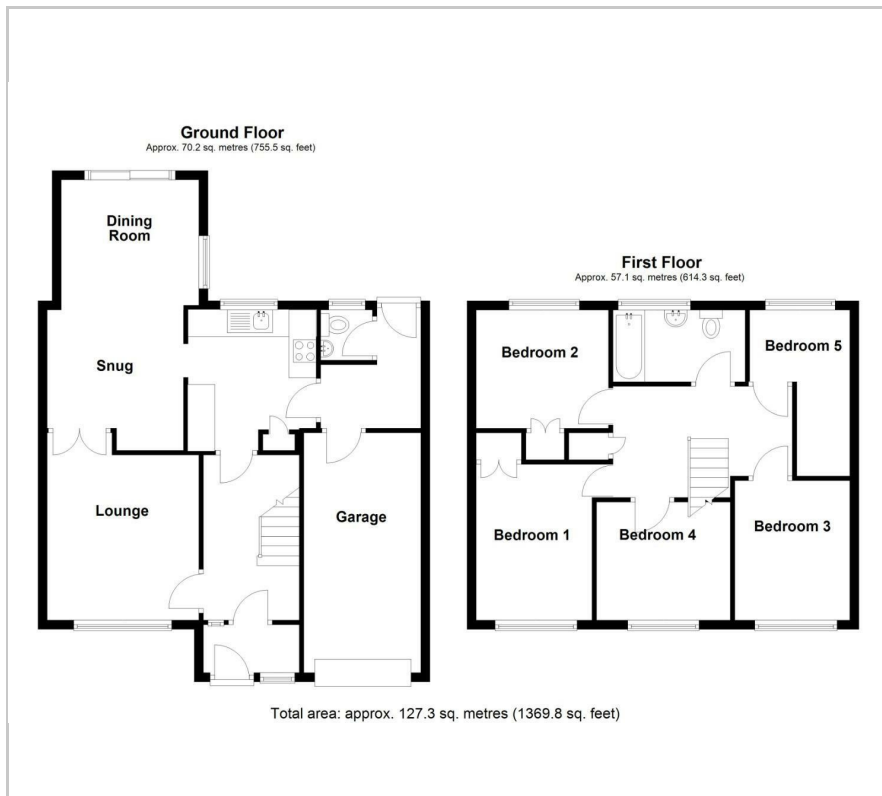 Ground Floor
Approx. 70.2 sq. metres (755.5 sq. feet)
Dining
Room
Snug
Lounge
Garage
First Floor
Approx. 57.1 sq. metres (614.3 sq. feet)
Bedroom 2
Bedroom 5
Bedroom 1
Bedroom 4
Bedroom 3
Total area: approx. 127.3 sq. metres (1369.8 sq. feet)